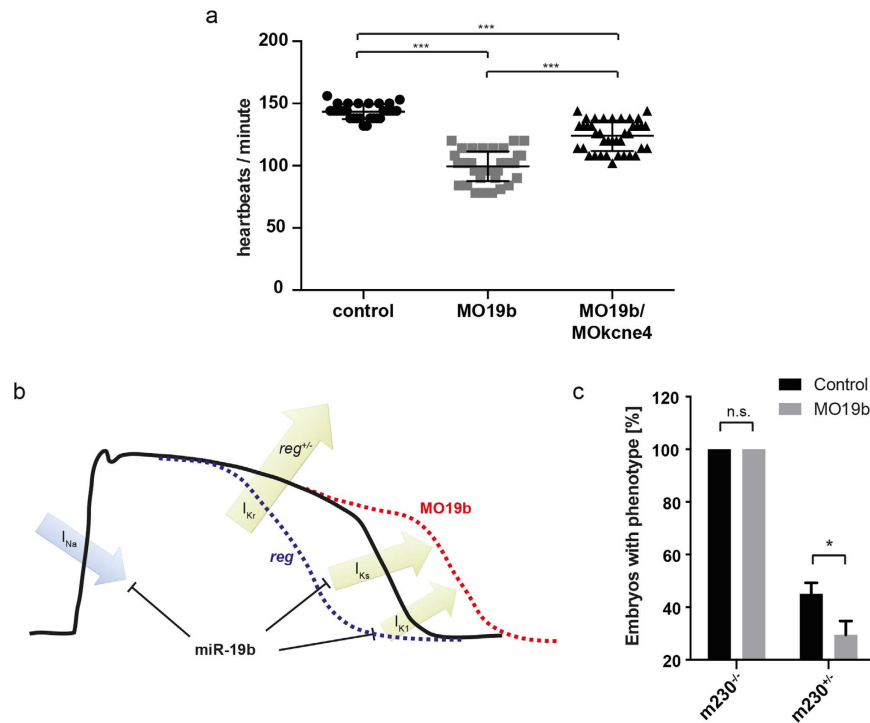 a
***
***
***
200
150
100
50
0
heartbeats / minute
control
MO19b
MO19b/
MOkcne4
b
reg+/-
IKr
MO19b
INa
reg
IKs
IK1
miR-19b
c
Control
MO19b
n.s.
*
120
100
80
60
40
20
Embryos with phenotype [%]
m230-/-
m230+/-